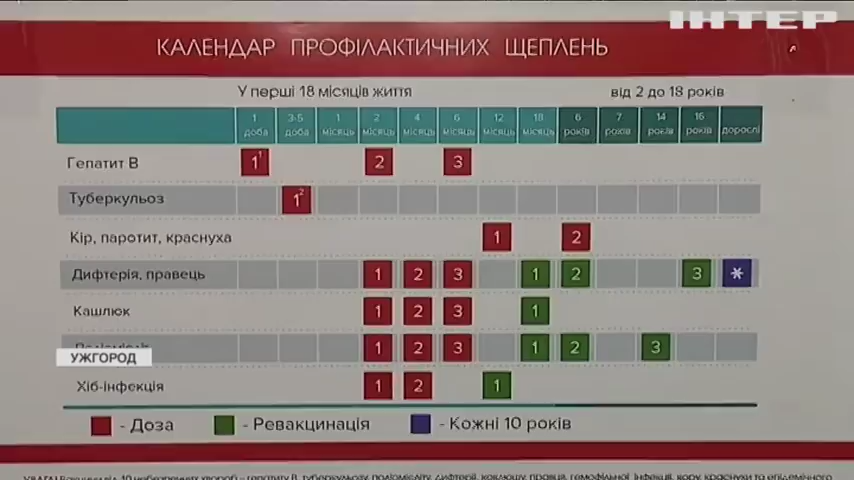 ІНТЕР
КАЛЕНДАР ПРОФІЛАКТИЧНИХ ЩЕПЛЕНЬ
У перші 18 місяців життя від 2 до 18 років
1 доба 3-5 доба 1 місяць 2 місяці 4 місяці 6 місяців 12 місяців 18 місяців 6 років 7 років 14 років 16 років дорослі
Гепатит В 1¹ 2 3
Туберкульоз 1²
Кір, паротит, краснуха 1 2
Дифтерія, правець 1 2 3 1 2 3 *
Кашлюк 1 2 3 1
1 2 3 1 2 3
УЖГОРОД
Хіб-інфекція 1 2 1
- Доза - Ревакцинація - Кожні 10 років